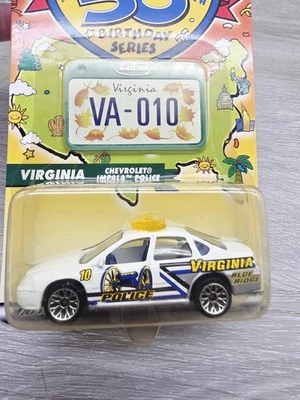 50
BIRTHDAY
SERIES
Virginia
VA-010
VIRGINIA
CHEVROLET®
IMPALA™ POLICE
10
POLICE
VIRGINIA
BLUE
RIDGE